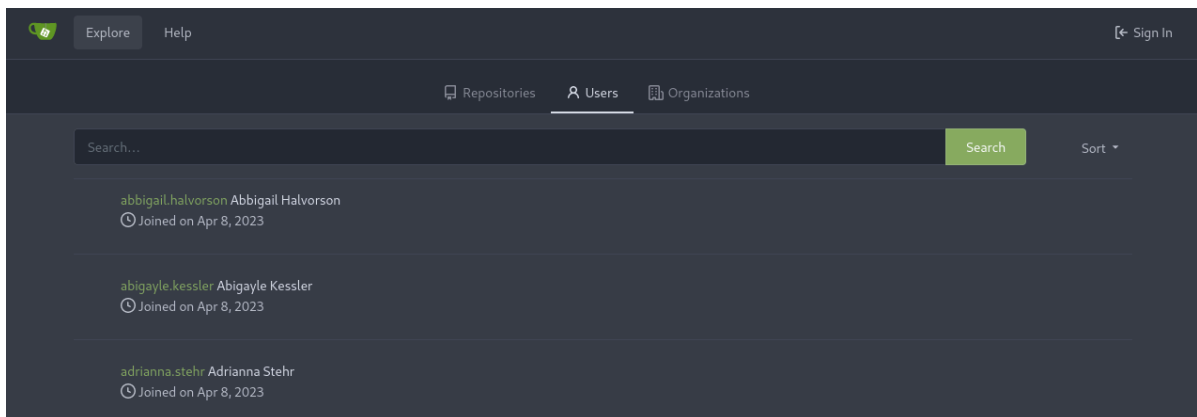 Explore Help Sign In
Repositories Users Organizations
Search... Search Sort
abbigail.halvorson Abbigail Halvorson
Joined on Apr 8, 2023
abigayle.kessler Abigayle Kessler
Joined on Apr 8, 2023
adrianna.stehr Adrianna Stehr
Joined on Apr 8, 2023